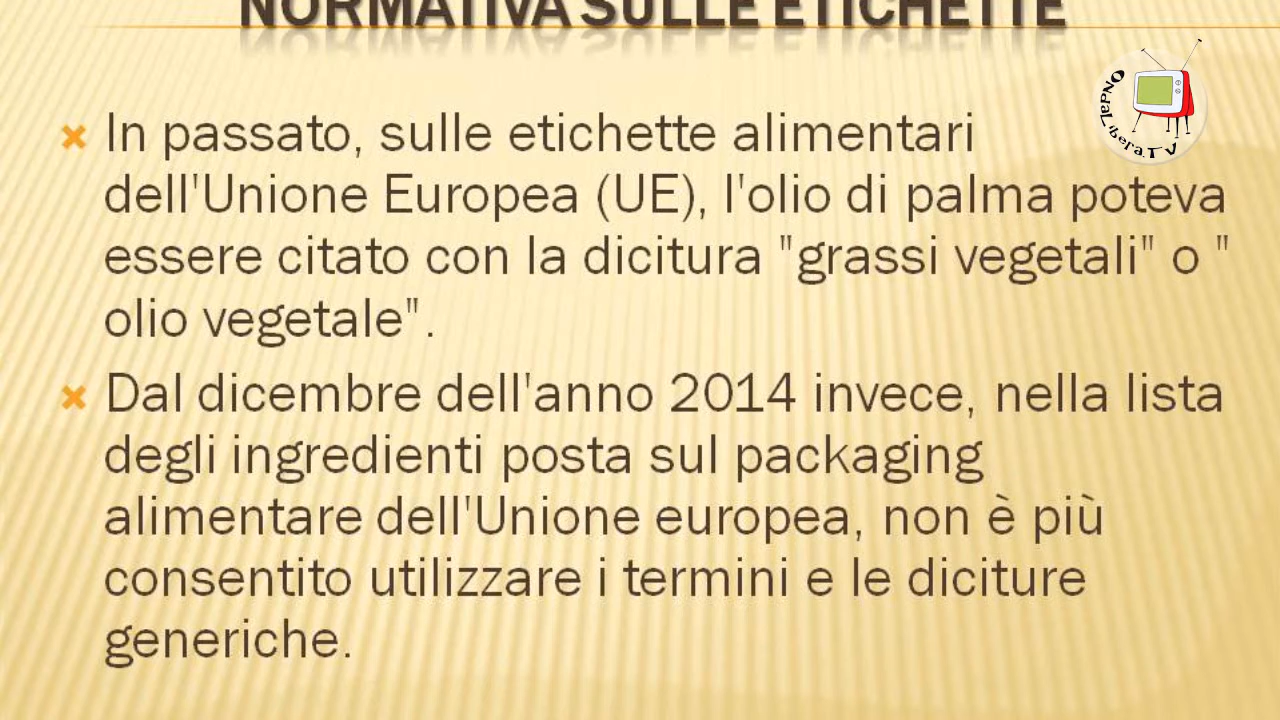 NORMATIVA SULLE ETICHETTE
OndaLibera.TV
In passato, sulle etichette alimentari
dell'Unione Europea (UE), l'olio di palma poteva
essere citato con la dicitura "grassi vegetali" o "
olio vegetale".
Dal dicembre dell'anno 2014 invece, nella lista
degli ingredienti posta sul packaging
alimentare dell'Unione europea, non è più
consentito utilizzare i termini e le diciture
generiche.